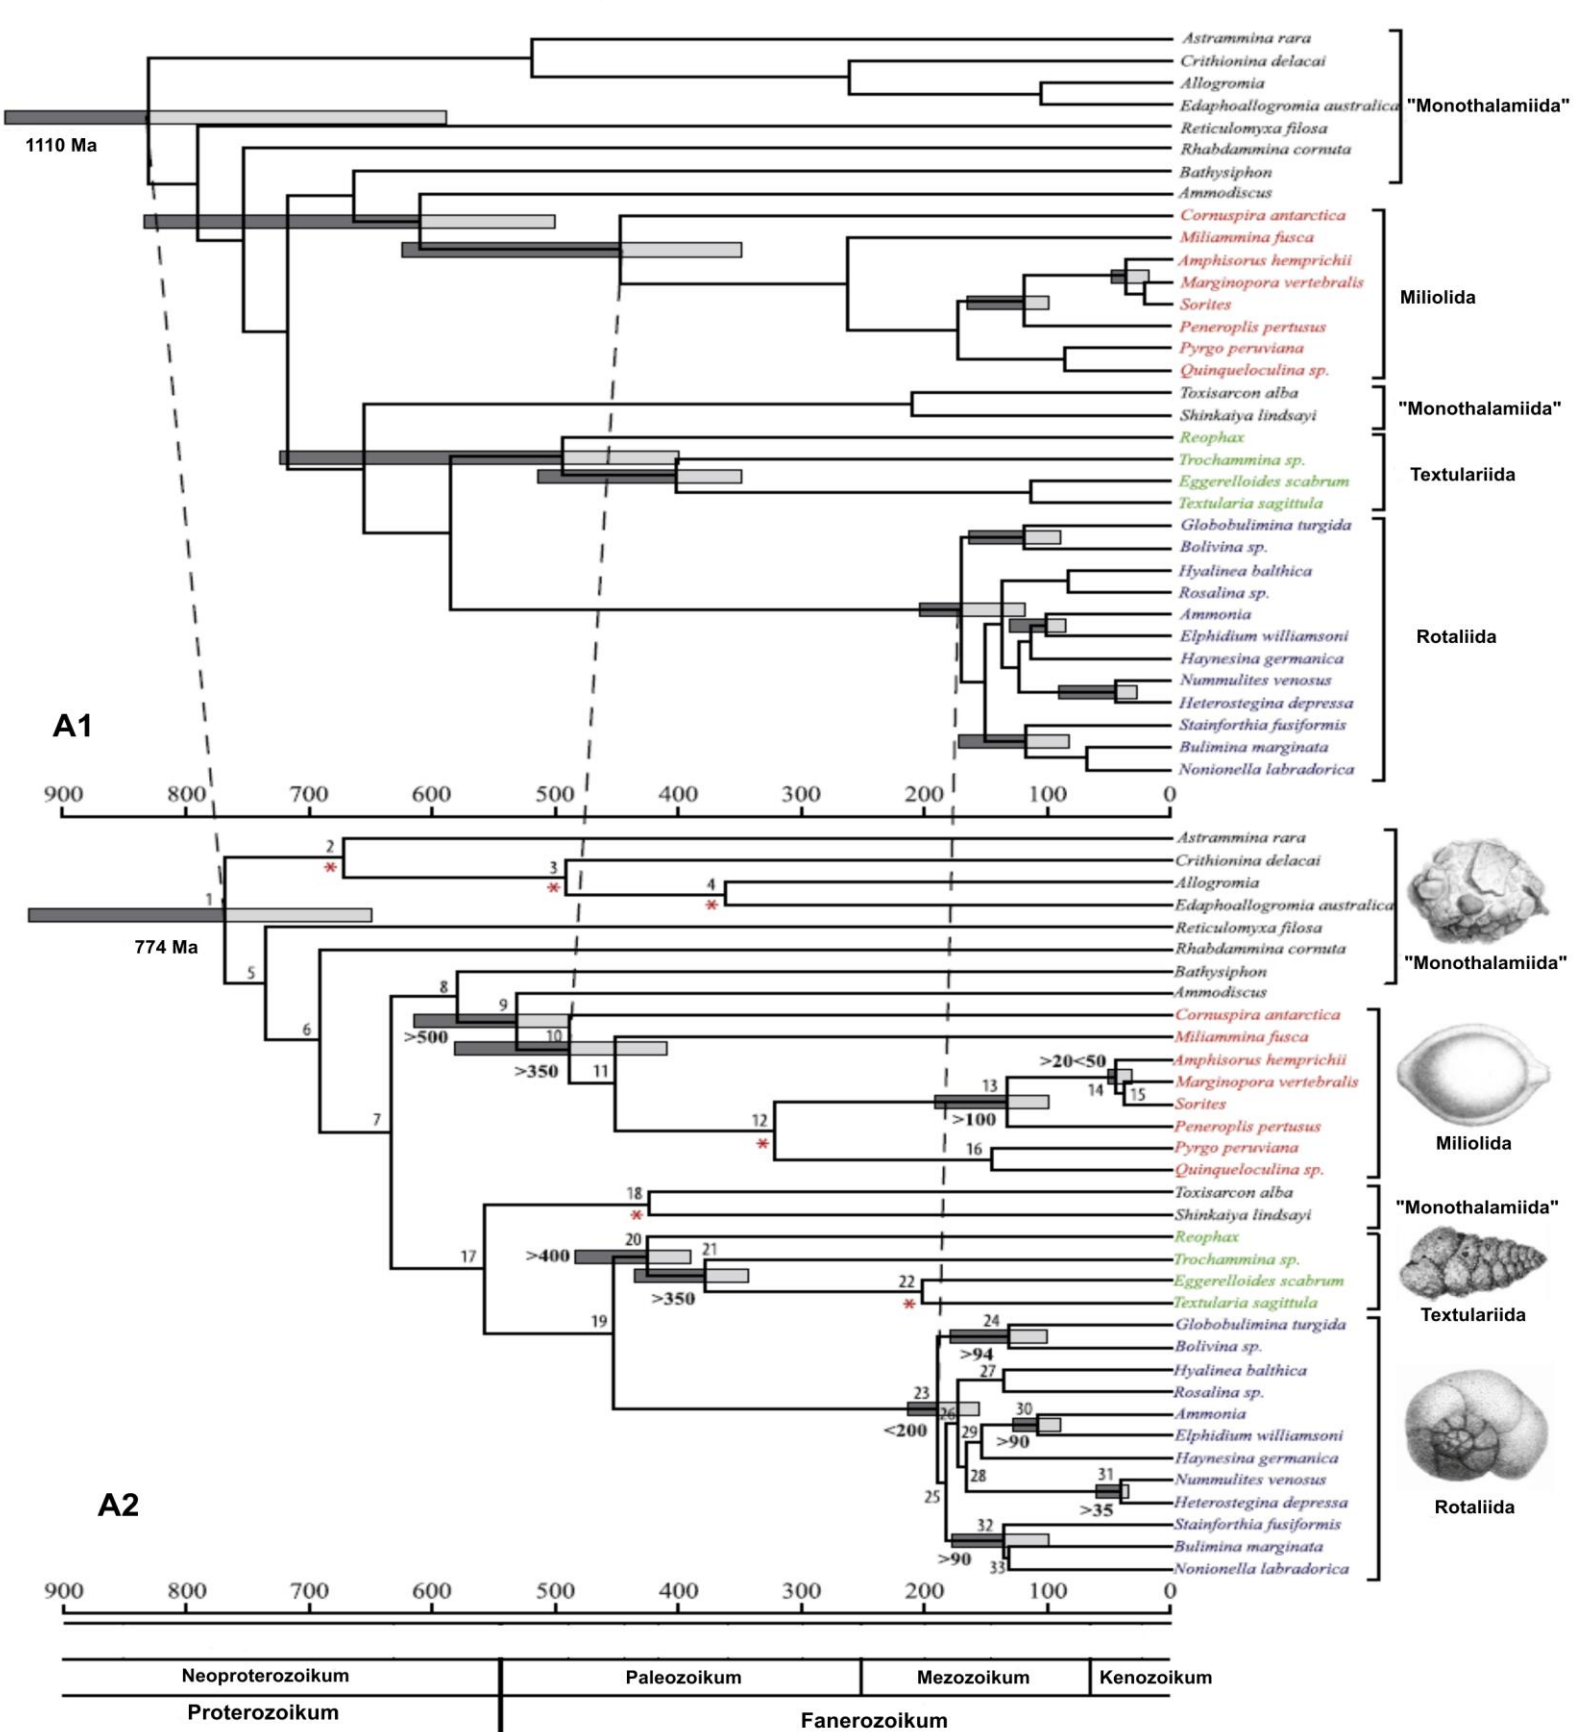 Astrammina rara
Crithionina delacai
Allogromia
Edaphoallogromia australica
"Monothalamiida"
Reticulomyxa filosa
1110 Ma
Rhabdammina cornuta
Bathysiphon
Ammodiscus
Cornuspira antarctica
Miliammina fusca
Amphisorus hemprichii
Marginopora vertebralis
Miliolida
Sorites
Peneroplis pertusus
Pyrgo peruviana
Quinqueloculina sp.
Toxisarcon alba
"Monothalamiida"
Shinkaiya lindsayi
Reophax
Trochammina sp.
Textulariida
Eggerelloides scabrum
Textularia sagittula
Globobulimina turgida
Bolivina sp.
Hyalinea balthica
Rosalina sp.
Ammonia
Elphidium williamsoni
Rotaliida
Haynesina germanica
Nummulites venosus
Heterostegina depressa
A1
Stainforthia fusiformis
Bulimina marginata
Nonionella labradorica
900 800 700 600 500 400 300 200 100 0
Astrammina rara
2
*
Crithionina delacai
3
*
Allogromia
4
*
Edaphoallogromia australica
1
Reticulomyxa filosa
774 Ma
Rhabdammina cornuta
"Monothalamiida"
5
Bathysiphon
8
Ammodiscus
9
Cornuspira antarctica
6
>500
10
Miliammina fusca
>350
11
>20<50
Amphisorus hemprichii
13
14
15
Marginopora vertebralis
Sorites
7
12
*
>100
Peneroplis pertusus
Miliolida
16
Pyrgo peruviana
Quinqueloculina sp.
18
*
Toxisarcon alba
"Monothalamiida"
Shinkaiya lindsayi
20
Reophax
17
>400
21
Trochammina sp.
22
*
Eggerelloides scabrum
>350
Textularia sagittula
Textulariida
19
24
Globobulimina turgida
>94
Bolivina sp.
27
Hyalinea balthica
Rosalina sp.
23
26
30
Ammonia
<200
29
>90
Elphidium williamsoni
Haynesina germanica
28
31
Nummulites venosus
A2
25
>35
Heterostegina depressa
Rotaliida
32
Stainforthia fusiformis
>90
Bulimina marginata
33
Nonionella labradorica
900 800 700 600 500 400 300 200 100 0
Neoproterozoikum Paleozoikum Mezozoikum Kenozoikum
Proterozoikum Fanerozoikum